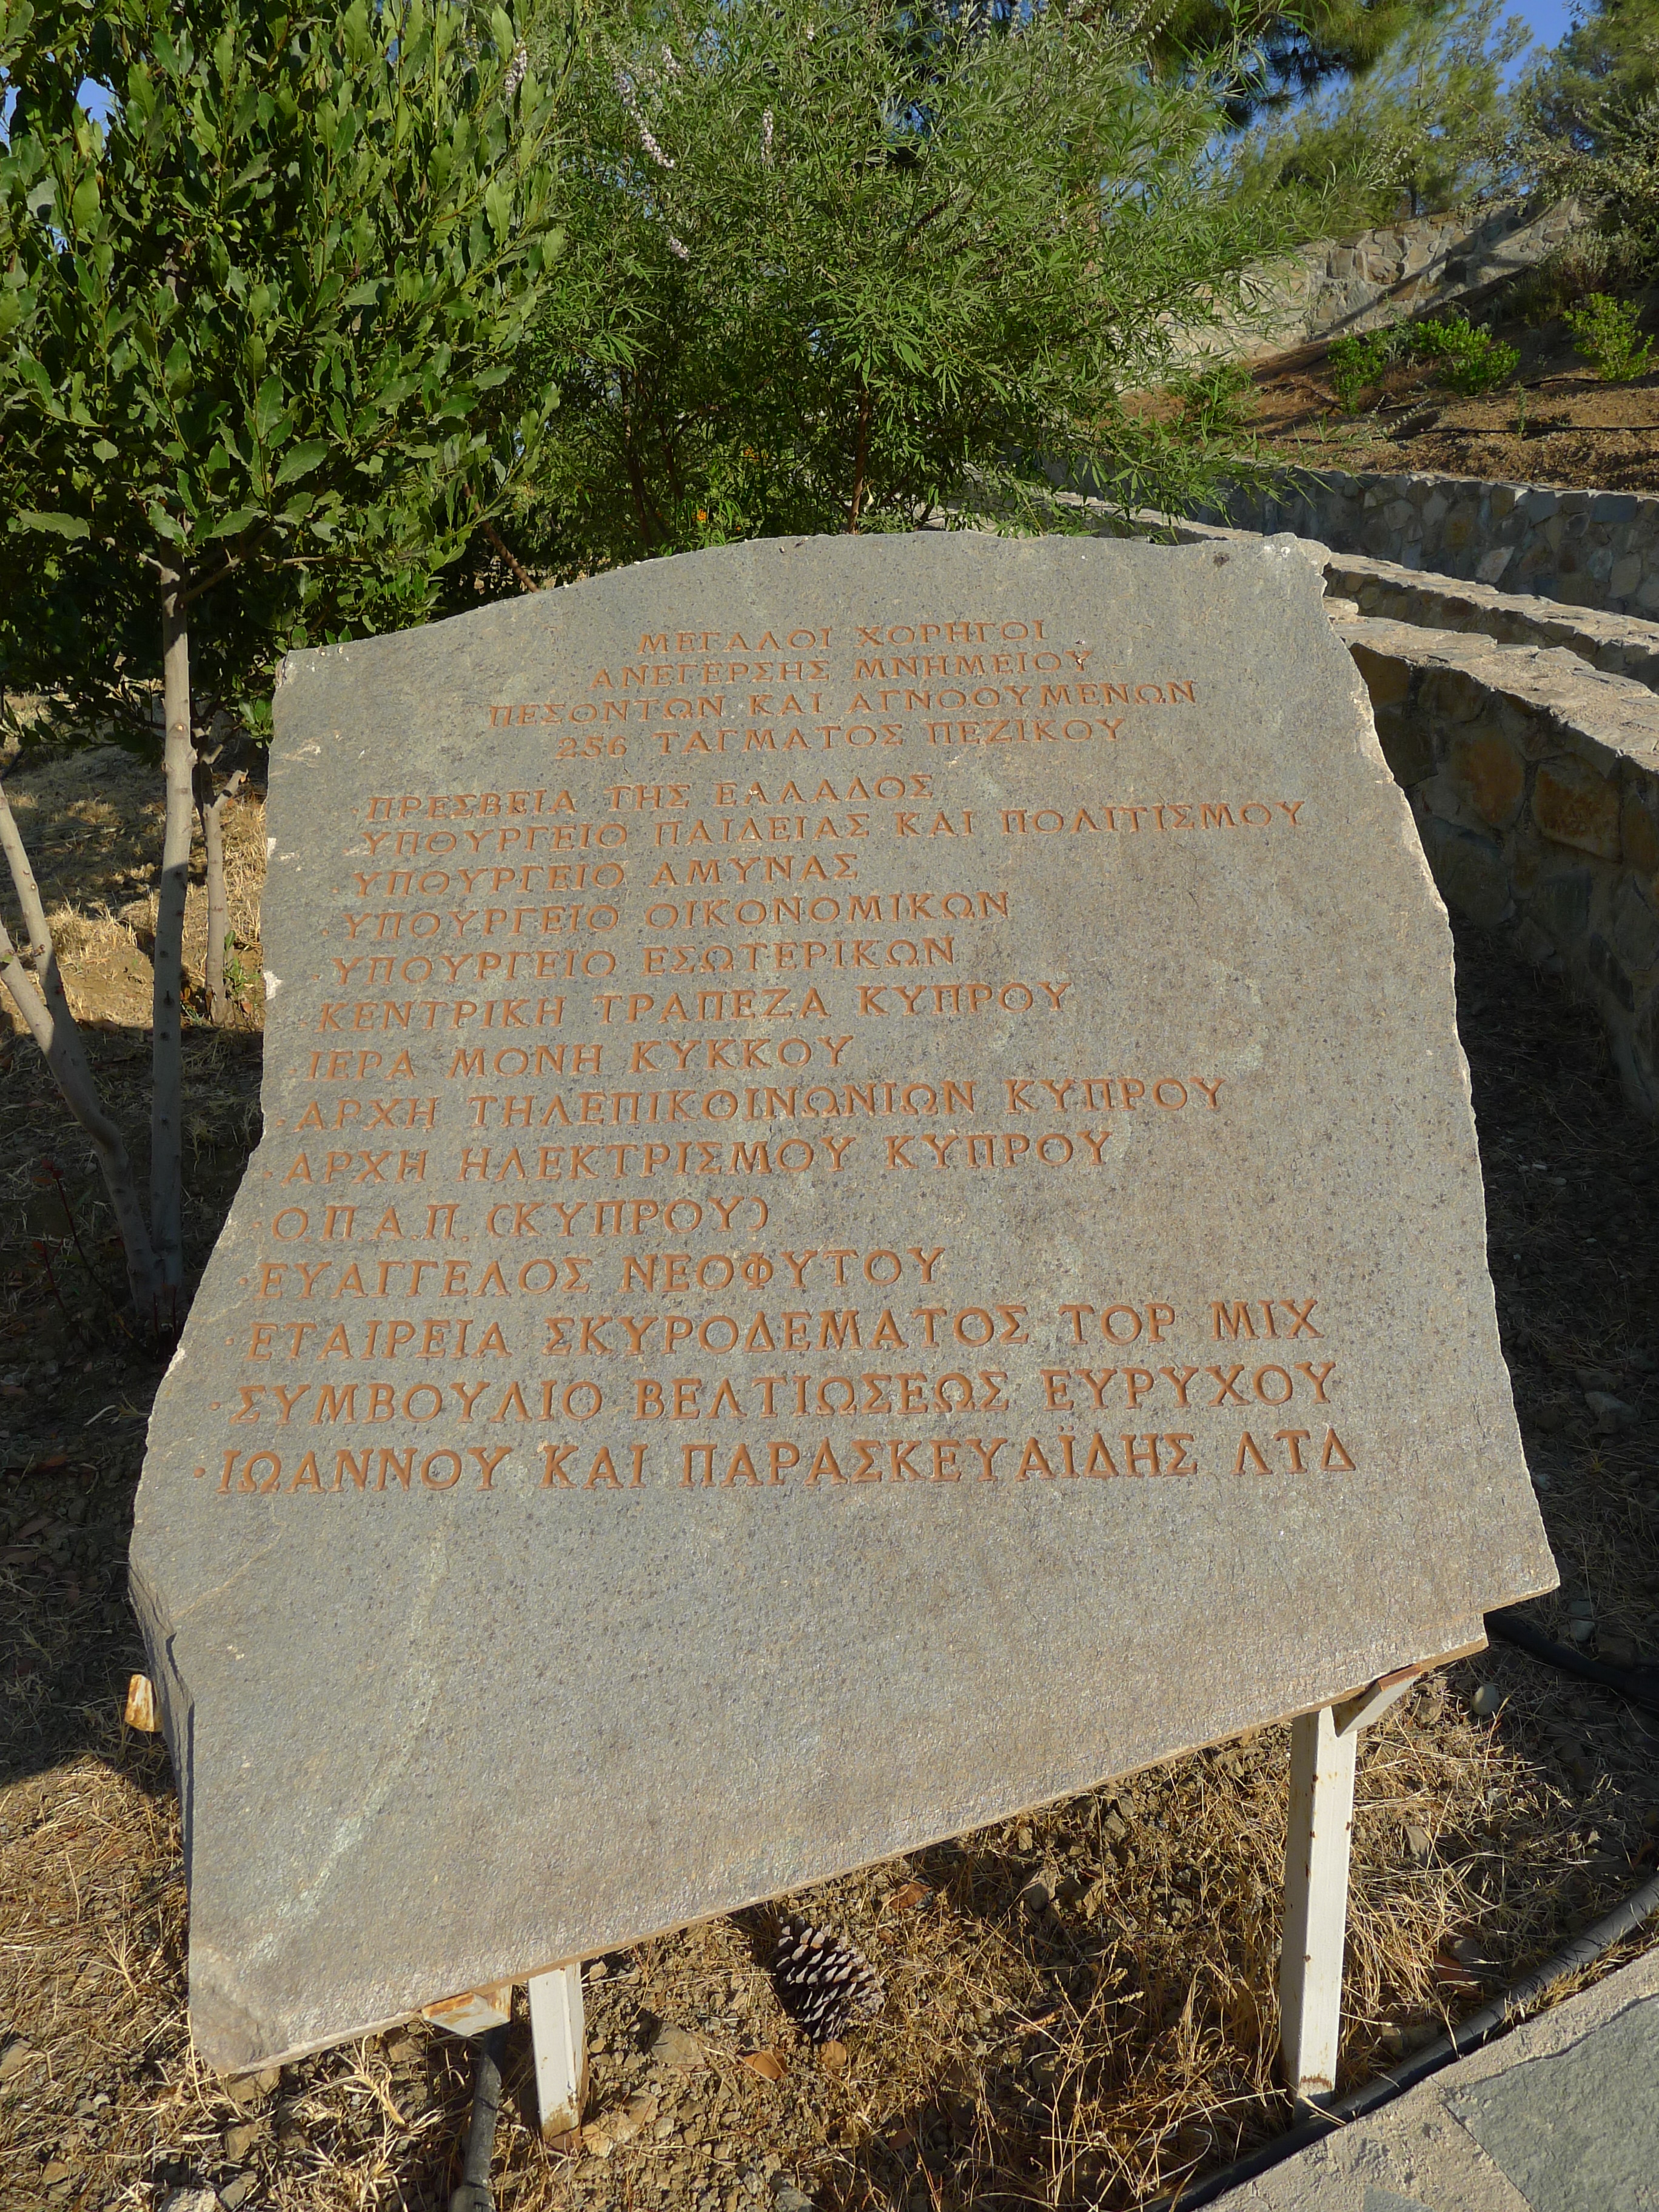 ΜΕΓΑΛΟΙ ΧΟΡΗΓΟΙ
ΑΝΕΓΕΡΣΗΣ ΜΝΗΜΕΙΟΥ
ΠΕΣΟΝΤΩΝ ΚΑΙ ΑΓΝΟΟΥΜΕΝΩΝ
256 ΤΑΓΜΑΤΟΣ ΠΕΖΙΚΟΥ
·ΠΡΕΣΒΕΙΑ ΤΗΣ ΕΛΛΑΔΟΣ
·ΥΠΟΥΡΓΕΙΟ ΠΑΙΔΕΙΑΣ ΚΑΙ ΠΟΛΙΤΙΣΜΟΥ
·ΥΠΟΥΡΓΕΙΟ ΑΜΥΝΑΣ
·ΥΠΟΥΡΓΕΙΟ ΟΙΚΟΝΟΜΙΚΩΝ
·ΥΠΟΥΡΓΕΙΟ ΕΣΩΤΕΡΙΚΩΝ
·ΚΕΝΤΡΙΚΗ ΤΡΑΠΕΖΑ ΚΥΠΡΟΥ
·ΙΕΡΑ ΜΟΝΗ ΚΥΚΚΟΥ
·ΑΡΧΗ ΤΗΛΕΠΙΚΟΙΝΩΝΙΩΝ ΚΥΠΡΟΥ
·ΑΡΧΗ ΗΛΕΚΤΡΙΣΜΟΥ ΚΥΠΡΟΥ
·Ο.Π.Α.Π. (ΚΥΠΡΟΥ)
·ΕΥΑΓΓΕΛΟΣ ΝΕΟΦΥΤΟΥ
·ΕΤΑΙΡΕΙΑ ΣΚΥΡΟΔΕΜΑΤΟΣ ΤΟΡ ΜΙΧ
·ΣΥΜΒΟΥΛΙΟ ΒΕΛΤΙΩΣΕΩΣ ΕΥΡΥΧΟΥ
·ΙΩΑΝΝΟΥ ΚΑΙ ΠΑΡΑΣΚΕΥΑΪΔΗΣ ΛΤΔ